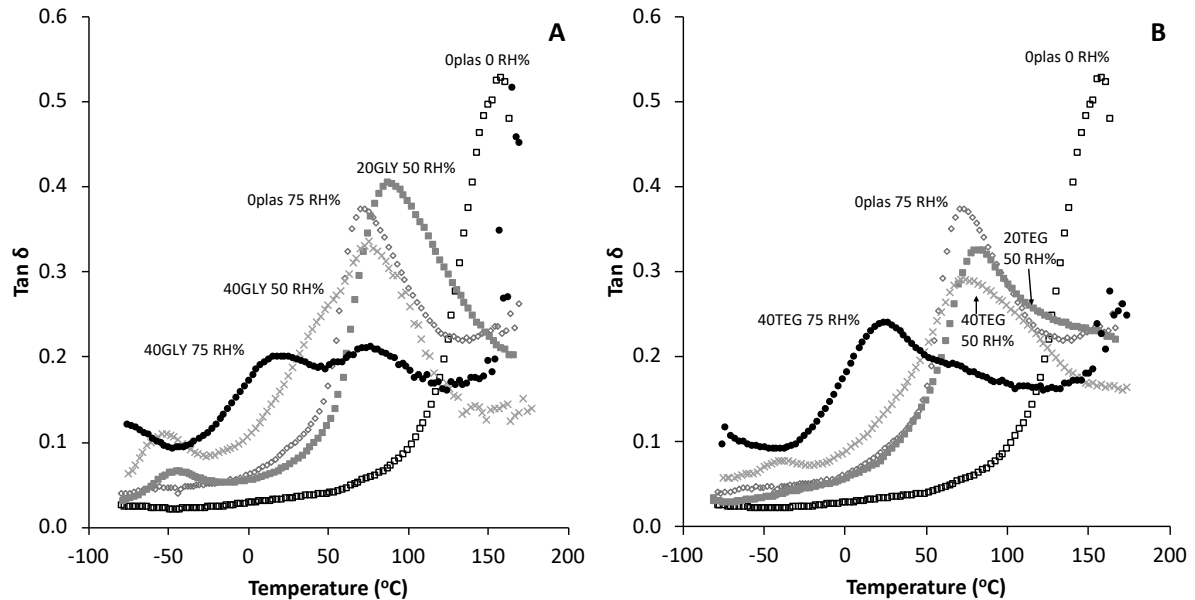 A
0plas 0 RH%
20GLY 50 RH%
0plas 75 RH%
40GLY 50 RH%
40GLY 75 RH%
0.6
0.5
0.4
0.3
0.2
0.1
0.0
Tan δ
-100 -50 0 50 100 150 200
Temperature (ºC)
B
0plas 0 RH%
0plas 75 RH%
20TEG
50 RH%
40TEG 75 RH%
40TEG
50 RH%
0.6
0.5
0.4
0.3
0.2
0.1
0.0
Tan δ
-100 -50 0 50 100 150 200
Temperature (ºC)